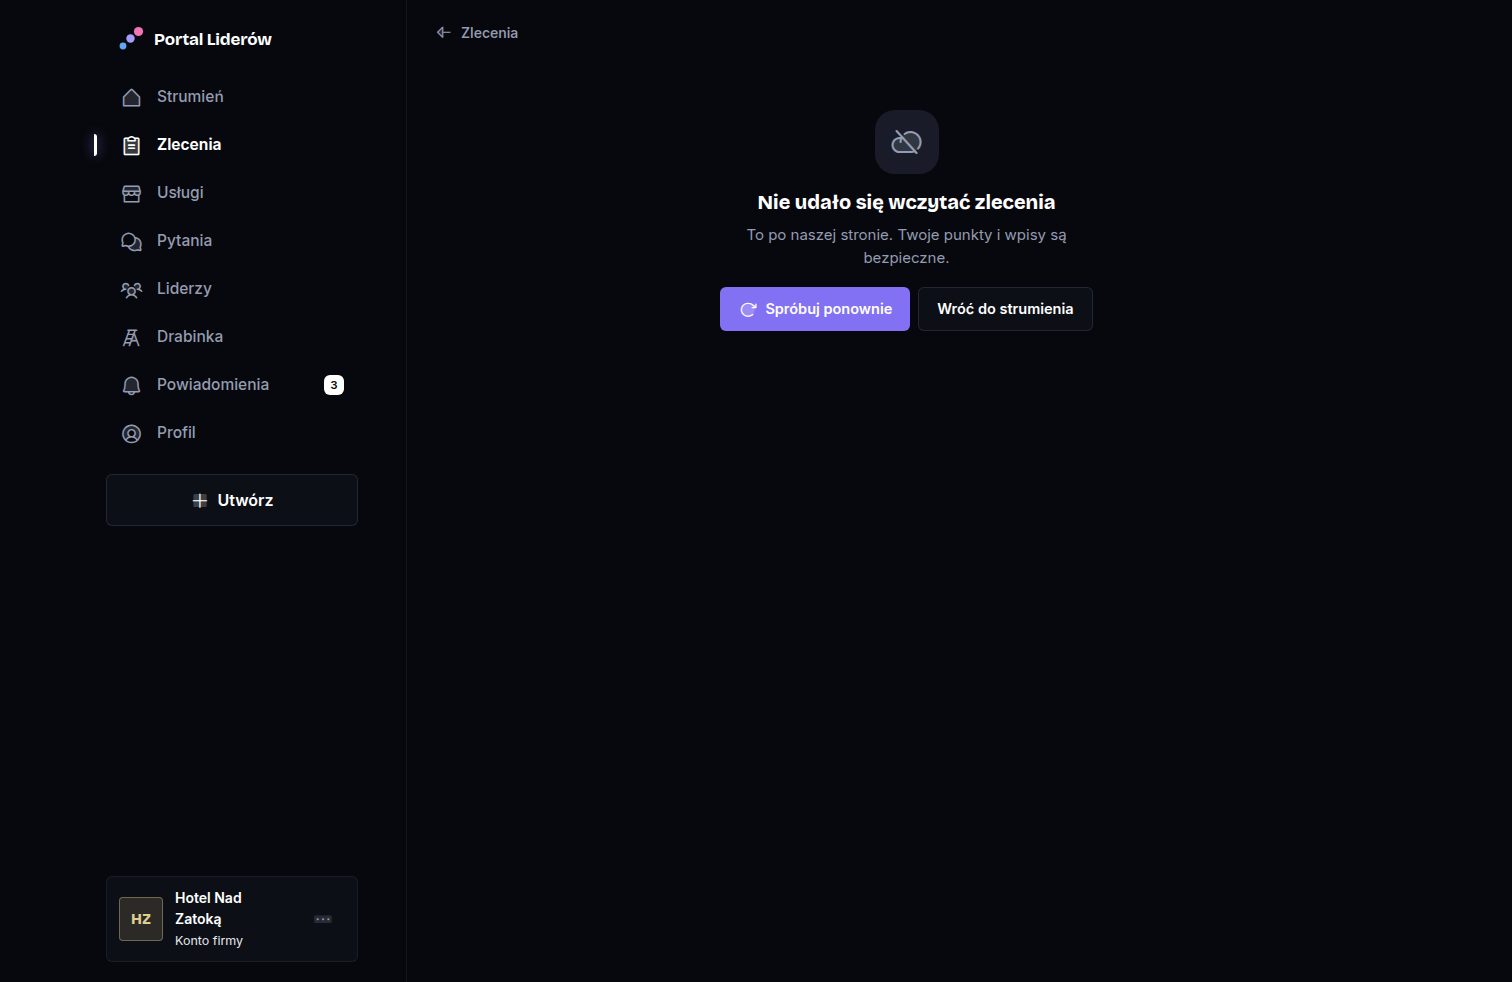 Portal Liderów
Strumień
Zlecenia
Usługi
Pytania
Liderzy
Drabinka
Powiadomienia 3
Profil
Utwórz
Hotel Nad
Zatoką
Konto firmy
HZ
Zlecenia
Nie udało się wczytać zlecenia
To po naszej stronie. Twoje punkty i wpisy są
bezpieczne.
Spróbuj ponownie
Wróć do strumienia